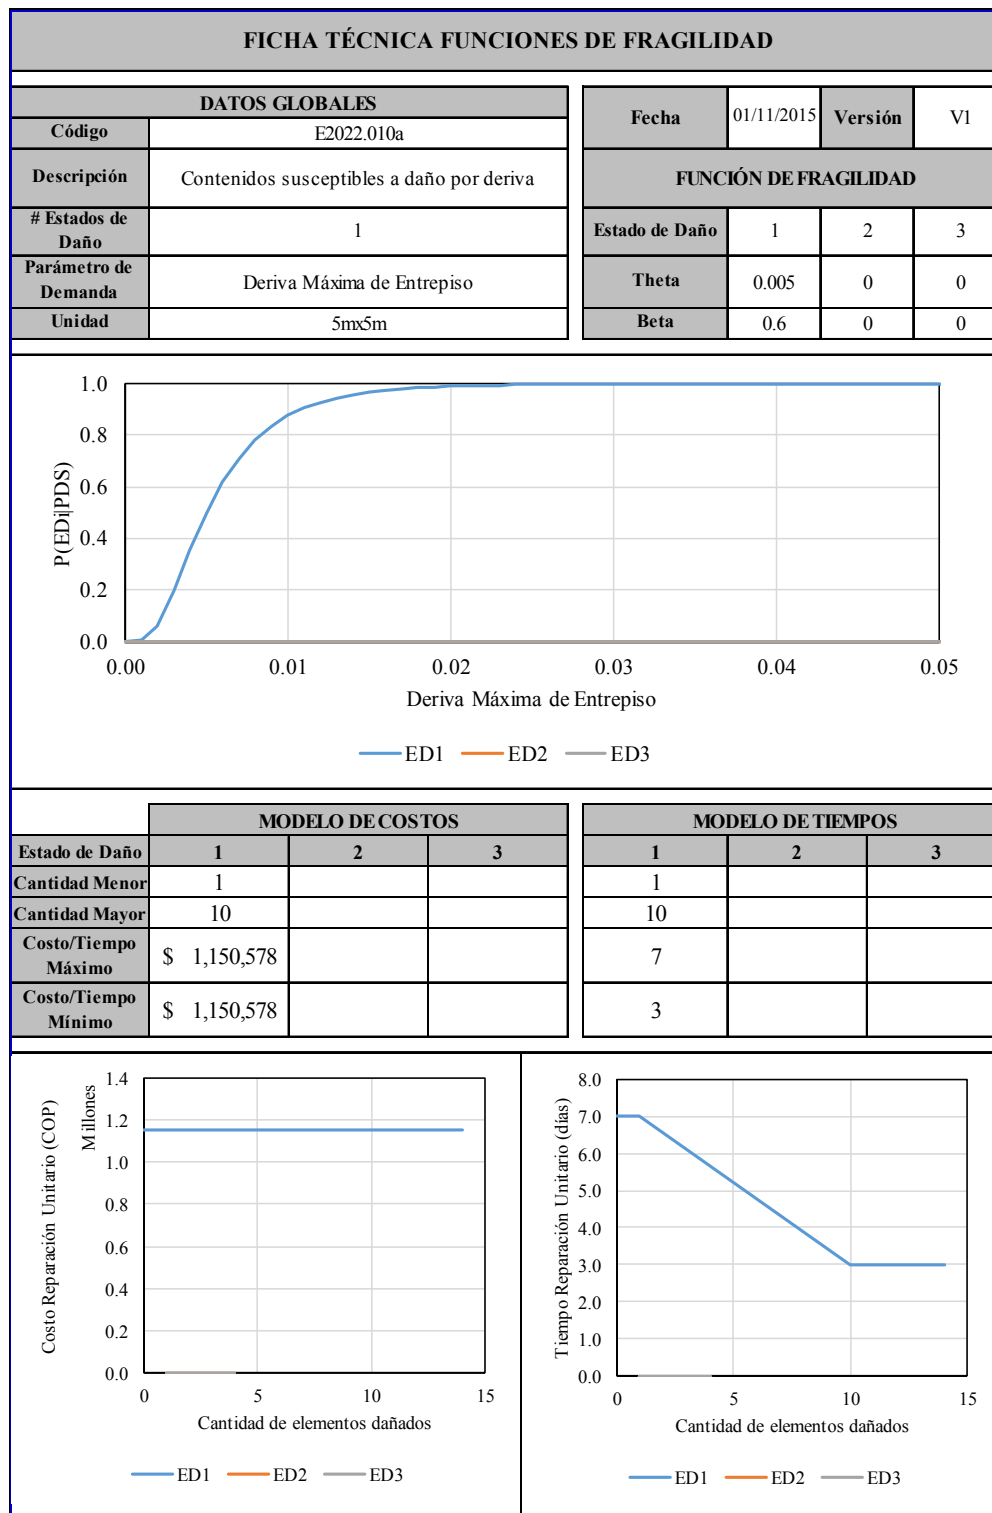 FICHA TÉCNICA FUNCIONES DE FRAGILIDAD
DATOS GLOBALES
Código E2022.010a
Descripción Contenidos susceptibles a daño por deriva
# Estados de Daño 1
Parámetro de Demanda Deriva Máxima de Entrepiso
Unidad 5mx5m
Fecha 01/11/2015 Versión V1
FUNCIÓN DE FRAGILIDAD
Estado de Daño 1 2 3
Theta 0.005 0 0
Beta 0.6 0 0
P(EDi|PDS)
1.0
0.8
0.6
0.4
0.2
0.0
0.00 0.01 0.02 0.03 0.04 0.05
Deriva Máxima de Entrepiso
ED1 ED2 ED3
MODELO DE COSTOS MODELO DE TIEMPOS
Estado de Daño 1 2 3 1 2 3
Cantidad Menor 1 1
Cantidad Mayor 10 10
Costo/Tiempo Máximo $ 1,150,578 7
Costo/Tiempo Mínimo $ 1,150,578 3
Costo Reparación Unitario (COP)
Millones
1.4
1.2
1.0
0.8
0.6
0.4
0.2
0.0
0 5 10 15
Cantidad de elementos dañados
ED1 ED2 ED3
Tiempo Reparación Unitario (días)
8.0
7.0
6.0
5.0
4.0
3.0
2.0
1.0
0.0
0 5 10 15
Cantidad de elementos dañados
ED1 ED2 ED3